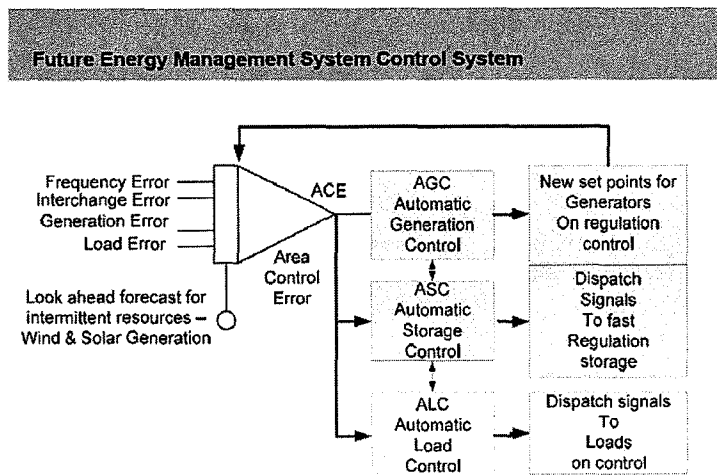 Future Energy Management System Control System
Frequency Error
Interchange Error
Generation Error
Load Error
Look ahead forecast for
intermittent resources –
Wind & Solar Generation
ACE
Area
Control
Error
AGC
Automatic
Generation
Control
New set points for
Generators
On regulation
control
ASC
Automatic
Storage
Control
Dispatch
Signals
To fast
Regulation
storage
ALC
Automatic
Load
Control
Dispatch signals
To
Loads
on control